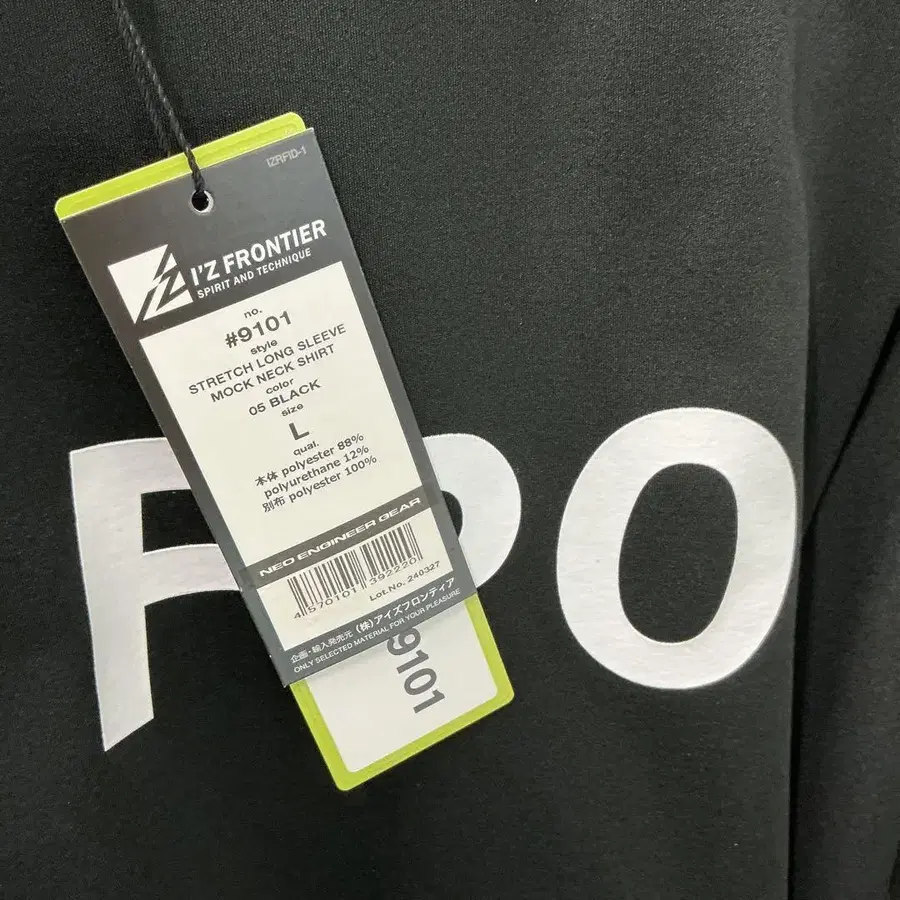 IZRFID-1
I'Z FRONTIER
SPIRIT AND TECHNIQUE
no.
#9101
style
STRETCH LONG SLEEVE
MOCK NECK SHIRT
color
05 BLACK
size
L
qual.
本体 polyester 88%
polyurethane 12%
別布 polyester 100%
NEO ENGINEER GEAR
4 570101 392220
Lot.No. 240327
企画・輸入発売元 (株)アイズフロンティア
ONLY SELECTED MATERIAL FOR YOUR PLEASURE
9101
O